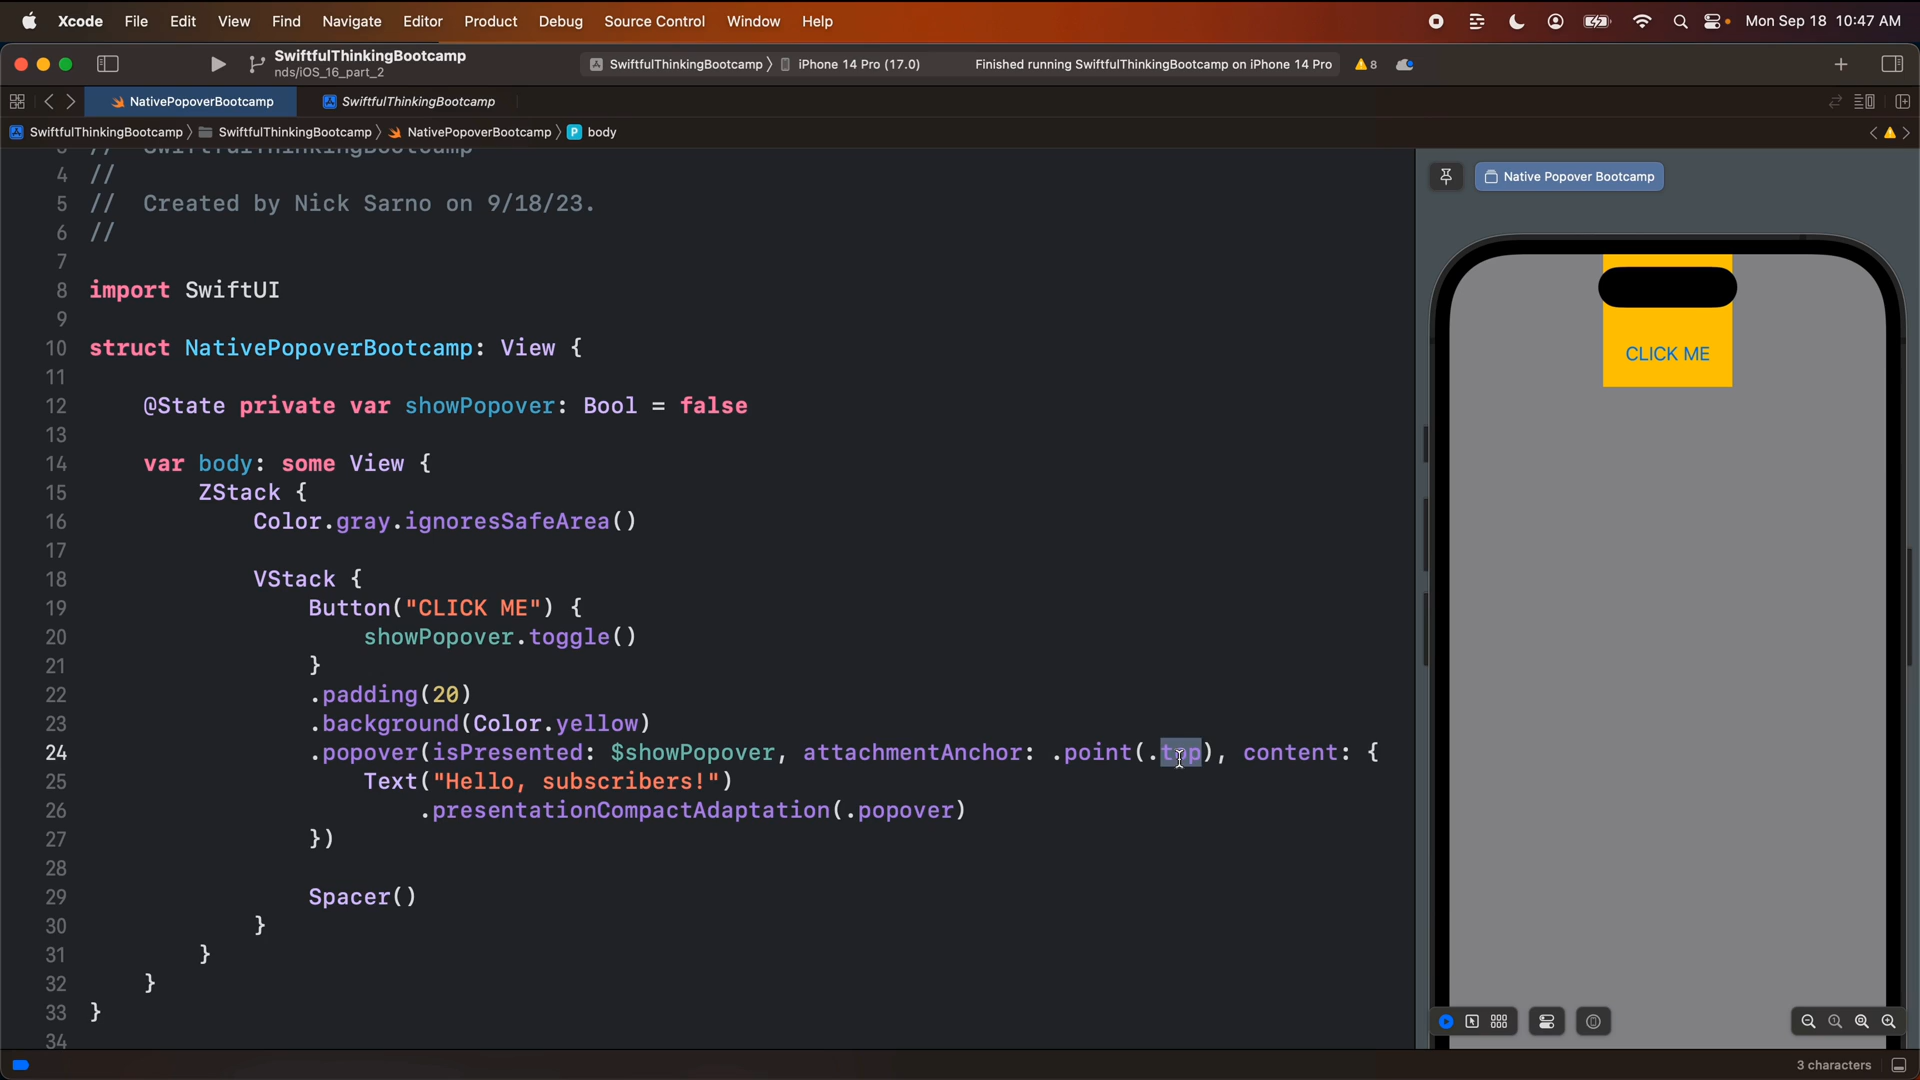 Xcode File Edit View Find Navigate Editor Product Debug Source Control Window Help Mon Sep 18 10:47 AM
SwiftfulThinkingBootcamp
nds/iOS_16_part_2
SwiftfulThinkingBootcamp 〉 iPhone 14 Pro (17.0) Finished running SwiftfulThinkingBootcamp on iPhone 14 Pro 8
NativePopoverBootcamp SwiftfulThinkingBootcamp
SwiftfulThinkingBootcamp 〉 SwiftfulThinkingBootcamp 〉 NativePopoverBootcamp 〉 P body
3 // SwiftfulThinkingBootcamp
4 //
5 // Created by Nick Sarno on 9/18/23.
6 //
7
8 import SwiftUI
9
10 struct NativePopoverBootcamp: View {
11
12 @State private var showPopover: Bool = false
13
14 var body: some View {
15 ZStack {
16 Color.gray.ignoresSafeArea()
17
18 VStack {
19 Button("CLICK ME") {
20 showPopover.toggle()
21 }
22 .padding(20)
23 .background(Color.yellow)
24 .popover(isPresented: $showPopover, attachmentAnchor: .point(.top), content: {
25 Text("Hello, subscribers!")
26 .presentationCompactAdaptation(.popover)
27 })
28
29 Spacer()
30 }
31 }
32 }
33 }
34
Native Popover Bootcamp
CLICK ME
3 characters